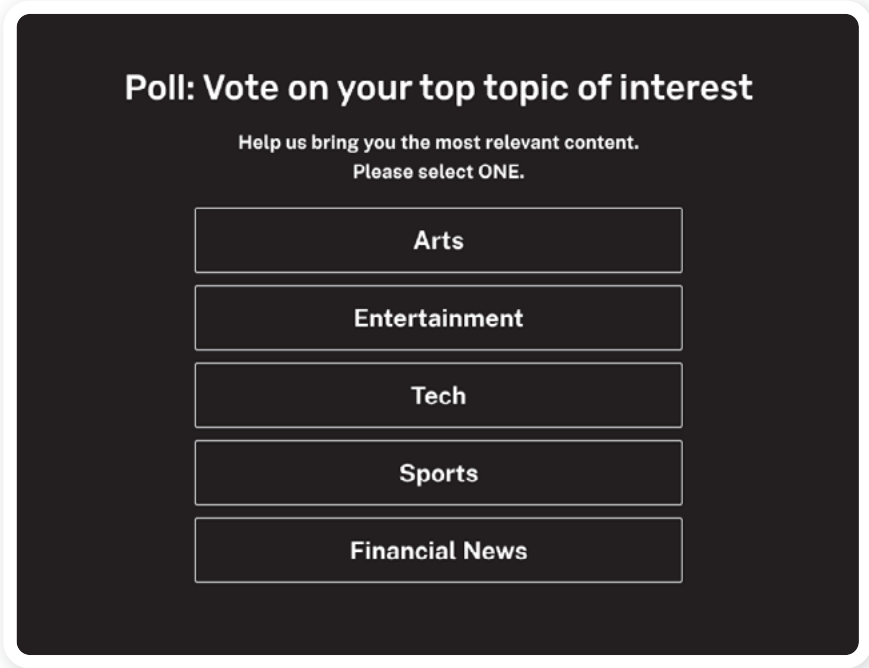 Poll: Vote on your top topic of interest
Help us bring you the most relevant content.
Please select ONE.
Arts
Entertainment
Tech
Sports
Financial News